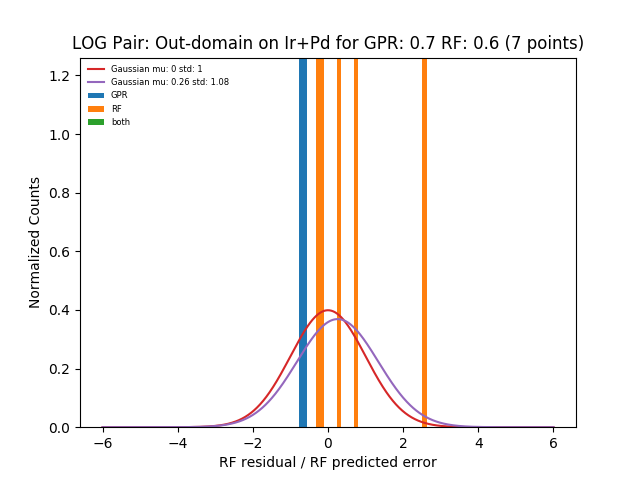 LOG Pair: Out-domain on Ir+Pd for GPR: 0.7 RF: 0.6 (7 points)
Gaussian mu: 0 std: 1
Gaussian mu: 0.26 std: 1.08
GPR
RF
both
Normalized Counts
1.2
1.0
0.8
0.6
0.4
0.2
0.0
−6 −4 −2 0 2 4 6
RF residual / RF predicted error